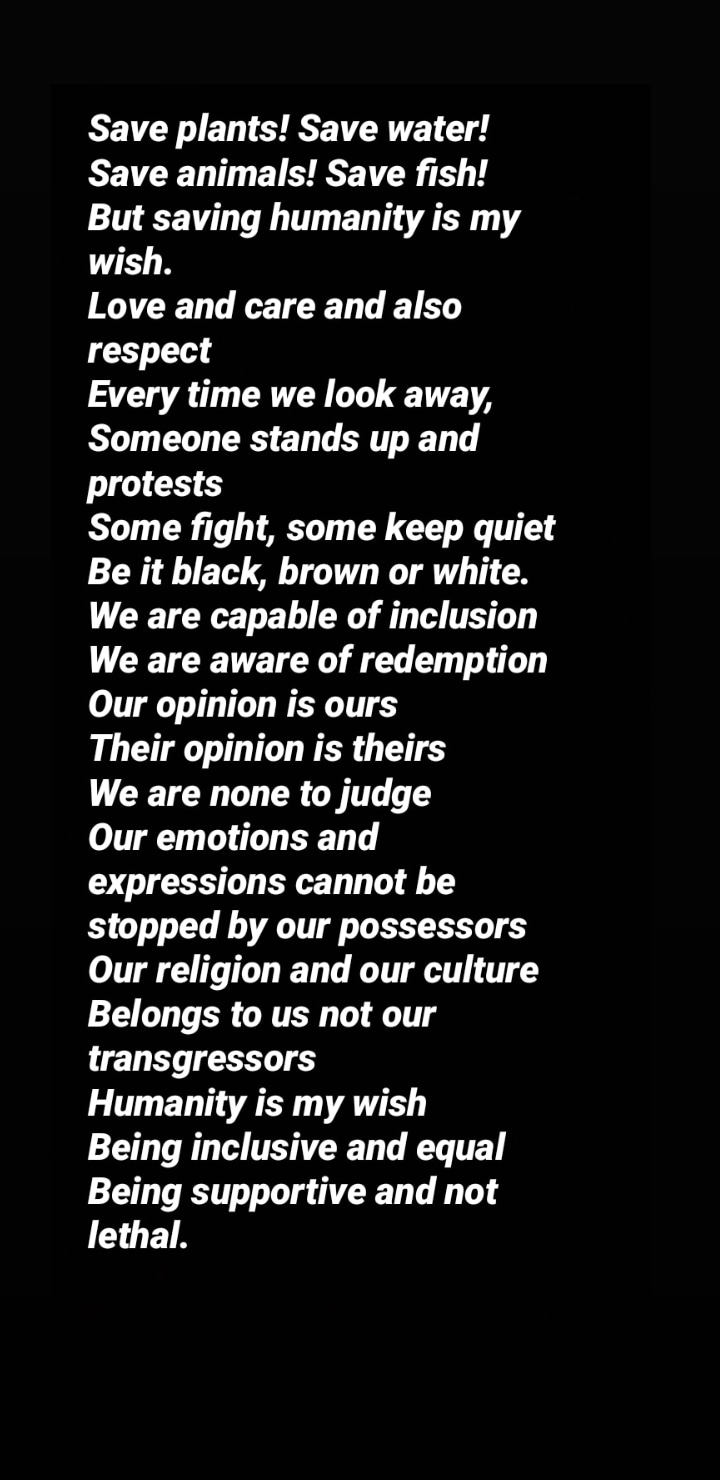 Save plants! Save water!
Save animals! Save fish!
But saving humanity is my
wish.
Love and care and also
respect
Every time we look away,
Someone stands up and
protests
Some fight, some keep quiet
Be it black, brown or white.
We are capable of inclusion
We are aware of redemption
Our opinion is ours
Their opinion is theirs
We are none to judge
Our emotions and
expressions cannot be
stopped by our possessors
Our religion and our culture
Belongs to us not our
transgressors
Humanity is my wish
Being inclusive and equal
Being supportive and not
lethal.